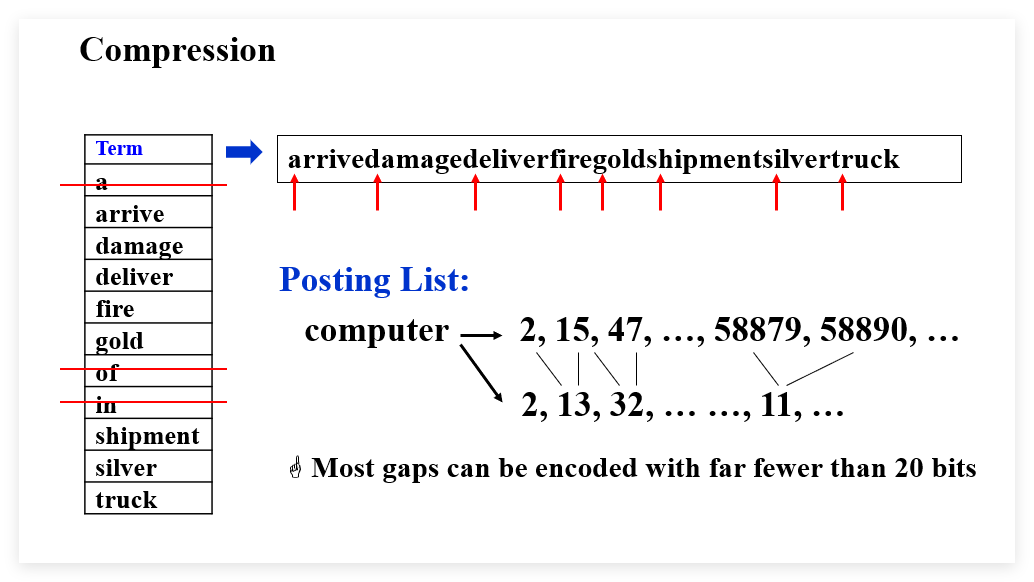 Compression
Term
a
arrive
damage
deliver
fire
gold
of
in
shipment
silver
truck
arrivedamagedeliverfiregoldshipmentsilvertruck
Posting List:
computer
2, 15, 47, …, 58879, 58890, …
2, 13, 32, … …, 11, …
☝ Most gaps can be encoded with far fewer than 20 bits